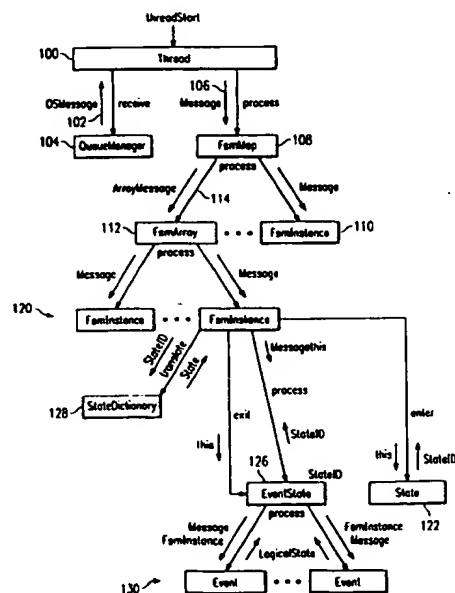 threadStart
100
Thread
OSMessage
102
receive
106
Message
process
104
QueueManager
FsmMap
108
process
ArrayMessage
114
Message
112
FsmArray
FsmInstance
110
process
Message
Message
120
FsmInstance
FsmInstance
StateID
translate
State
Messagethis
128
StateDictionary
exit
process
enter
this
StateID
this
StateID
126
StateID
EventState
State
process
122
Message
FsmInstance
FsmInstance
Message
LogicalState
130
Event
Event